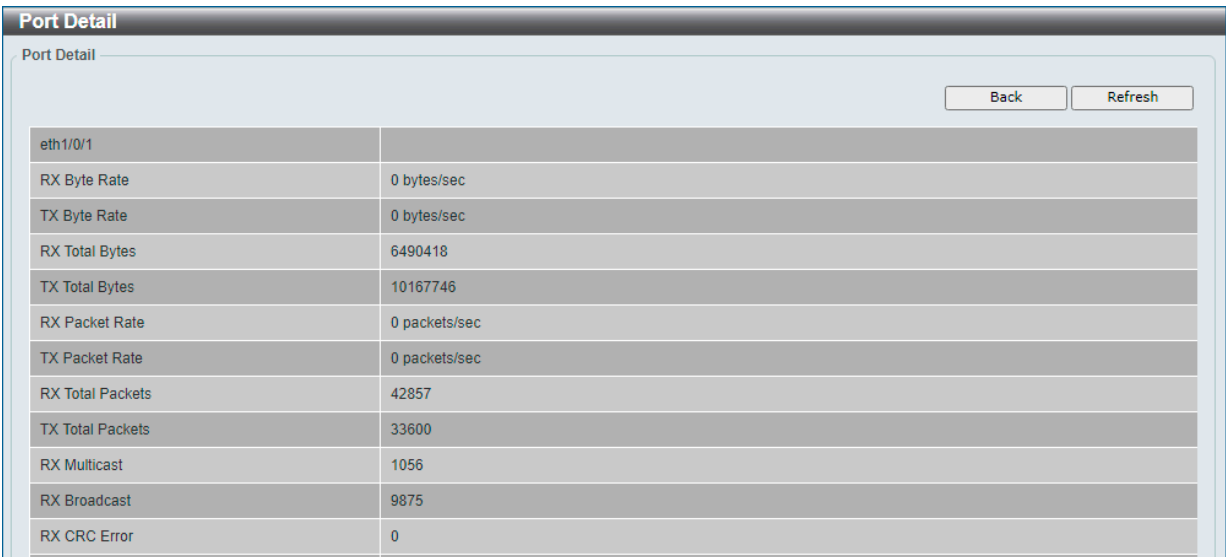 Port Detail
Port Detail
Back Refresh
eth1/0/1
RX Byte Rate 0 bytes/sec
TX Byte Rate 0 bytes/sec
RX Total Bytes 6490418
TX Total Bytes 10167746
RX Packet Rate 0 packets/sec
TX Packet Rate 0 packets/sec
RX Total Packets 42857
TX Total Packets 33600
RX Multicast 1056
RX Broadcast 9875
RX CRC Error 0